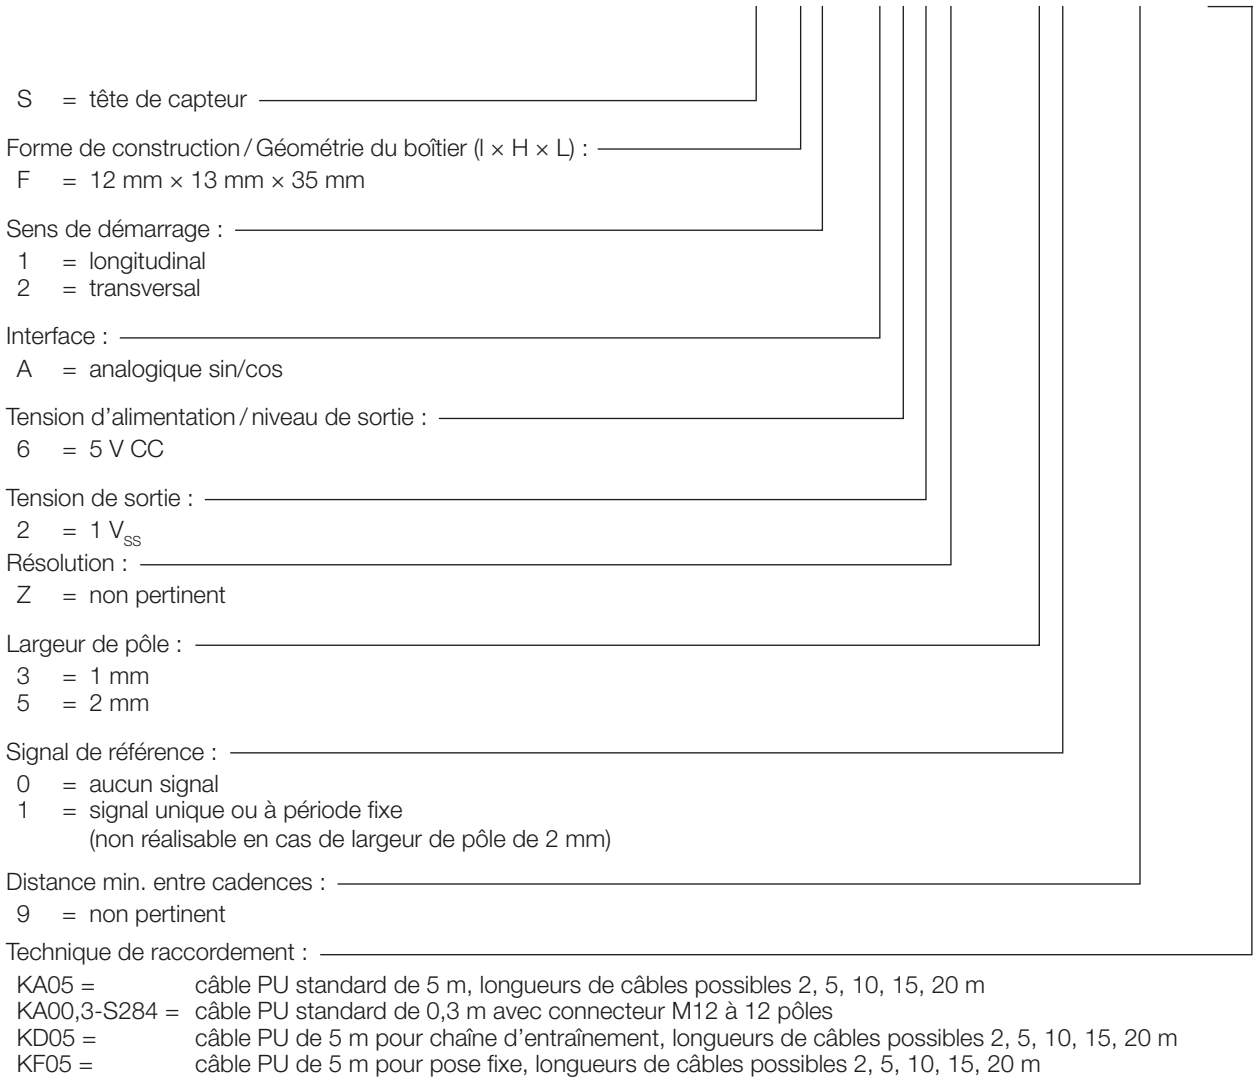 S = tête de capteur
Forme de construction / Géométrie du boîtier (l × H × L) :
F = 12 mm × 13 mm × 35 mm
Sens de démarrage :
1 = longitudinal
2 = transversal
Interface :
A = analogique sin/cos
Tension d’alimentation / niveau de sortie :
6 = 5 V CC
Tension de sortie :
2 = 1 VSS
Résolution :
Z = non pertinent
Largeur de pôle :
3 = 1 mm
5 = 2 mm
Signal de référence :
0 = aucun signal
1 = signal unique ou à période fixe
(non réalisable en cas de largeur de pôle de 2 mm)
Distance min. entre cadences :
9 = non pertinent
Technique de raccordement :
KA05 = câble PU standard de 5 m, longueurs de câbles possibles 2, 5, 10, 15, 20 m
KA00,3-S284 = câble PU standard de 0,3 m avec connecteur M12 à 12 pôles
KD05 = câble PU de 5 m pour chaîne d’entraînement, longueurs de câbles possibles 2, 5, 10, 15, 20 m
KF05 = câble PU de 5 m pour pose fixe, longueurs de câbles possibles 2, 5, 10, 15, 20 m